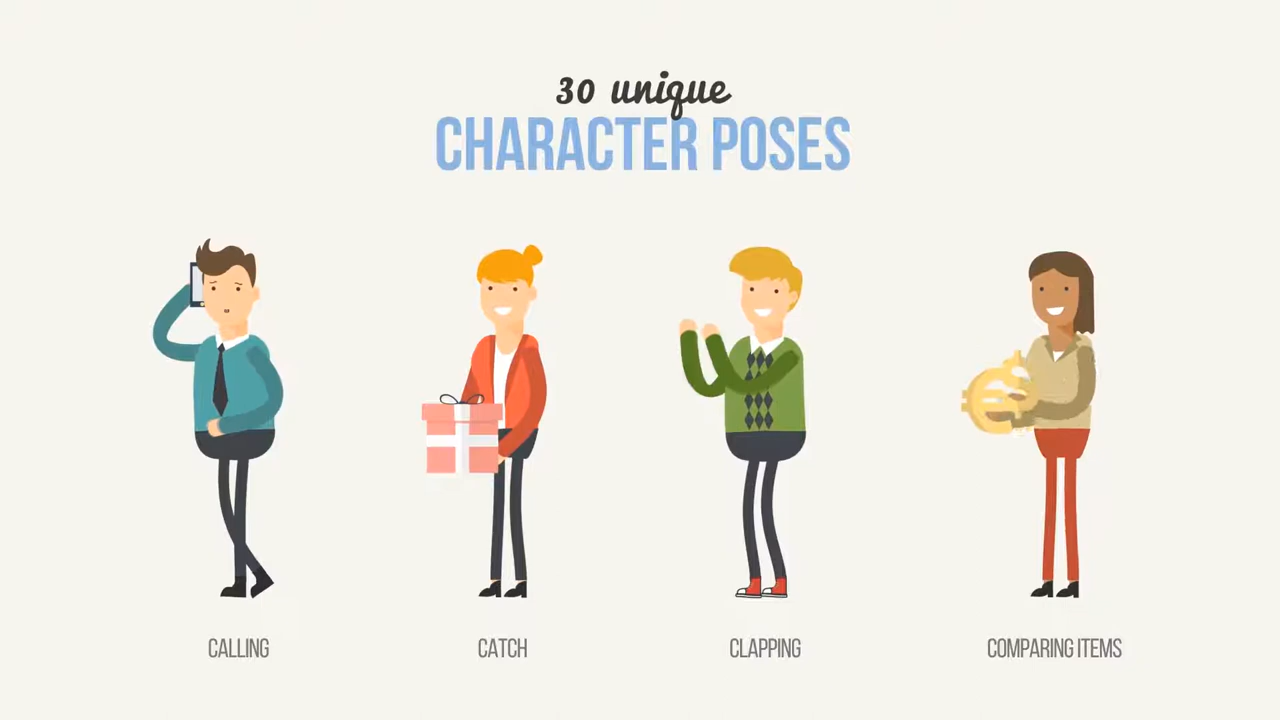 30 unique
CHARACTER POSES
CALLING
CATCH
CLAPPING
COMPARING ITEMS